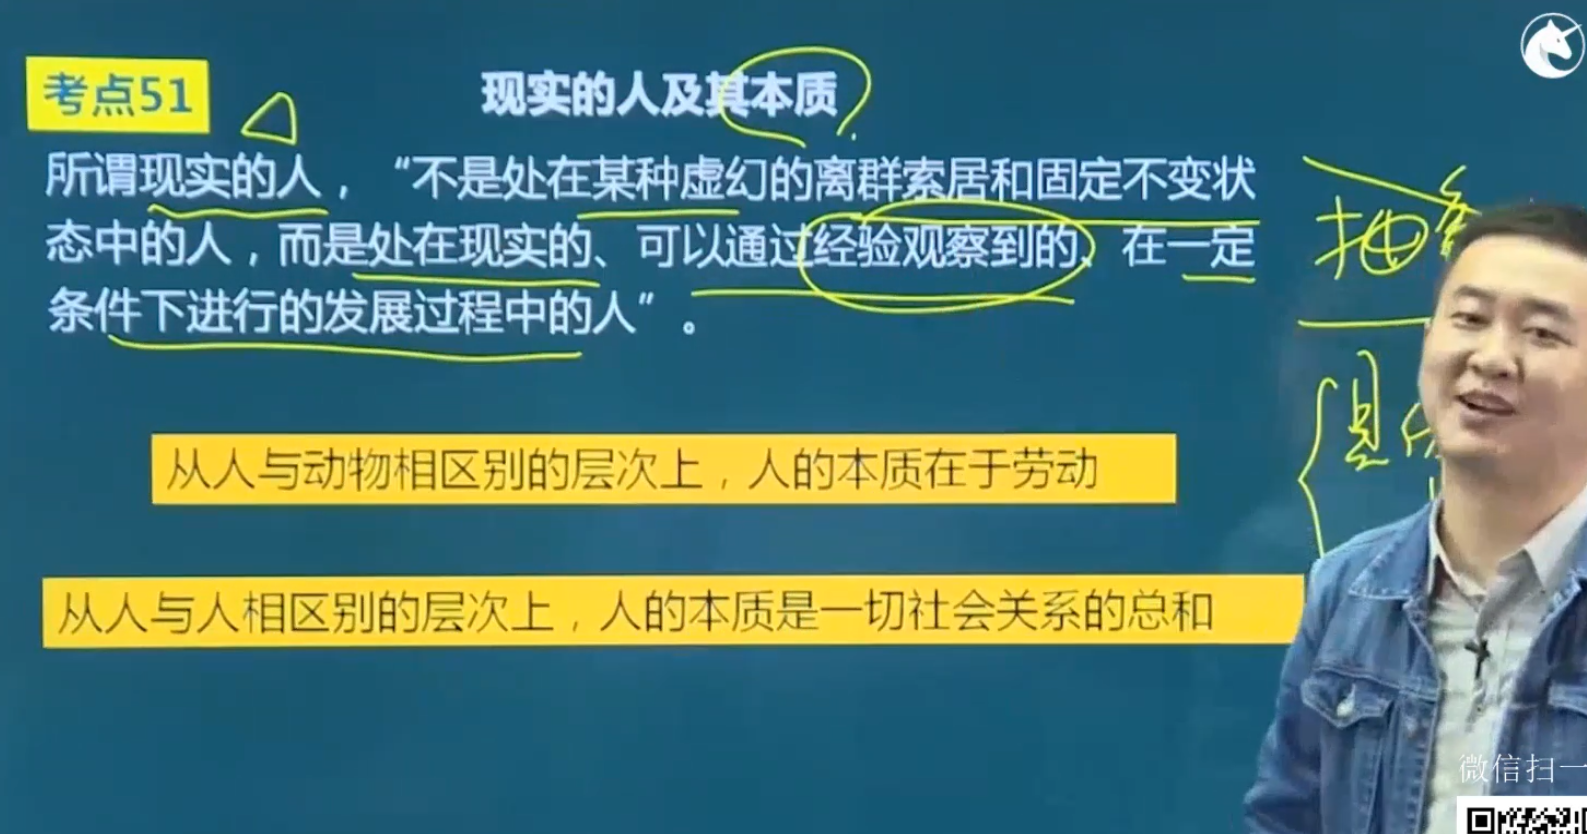 考点51
现实的人及其本质
所谓现实的人，“不是处在某种虚幻的离群索居和固定不变状
态中的人，而是处在现实的、可以通过经验观察到的、在一定
条件下进行的发展过程中的人”。
抽象
具
从人与动物相区别的层次上，人的本质在于劳动
从人与人相区别的层次上，人的本质是一切社会关系的总和
微信扫一